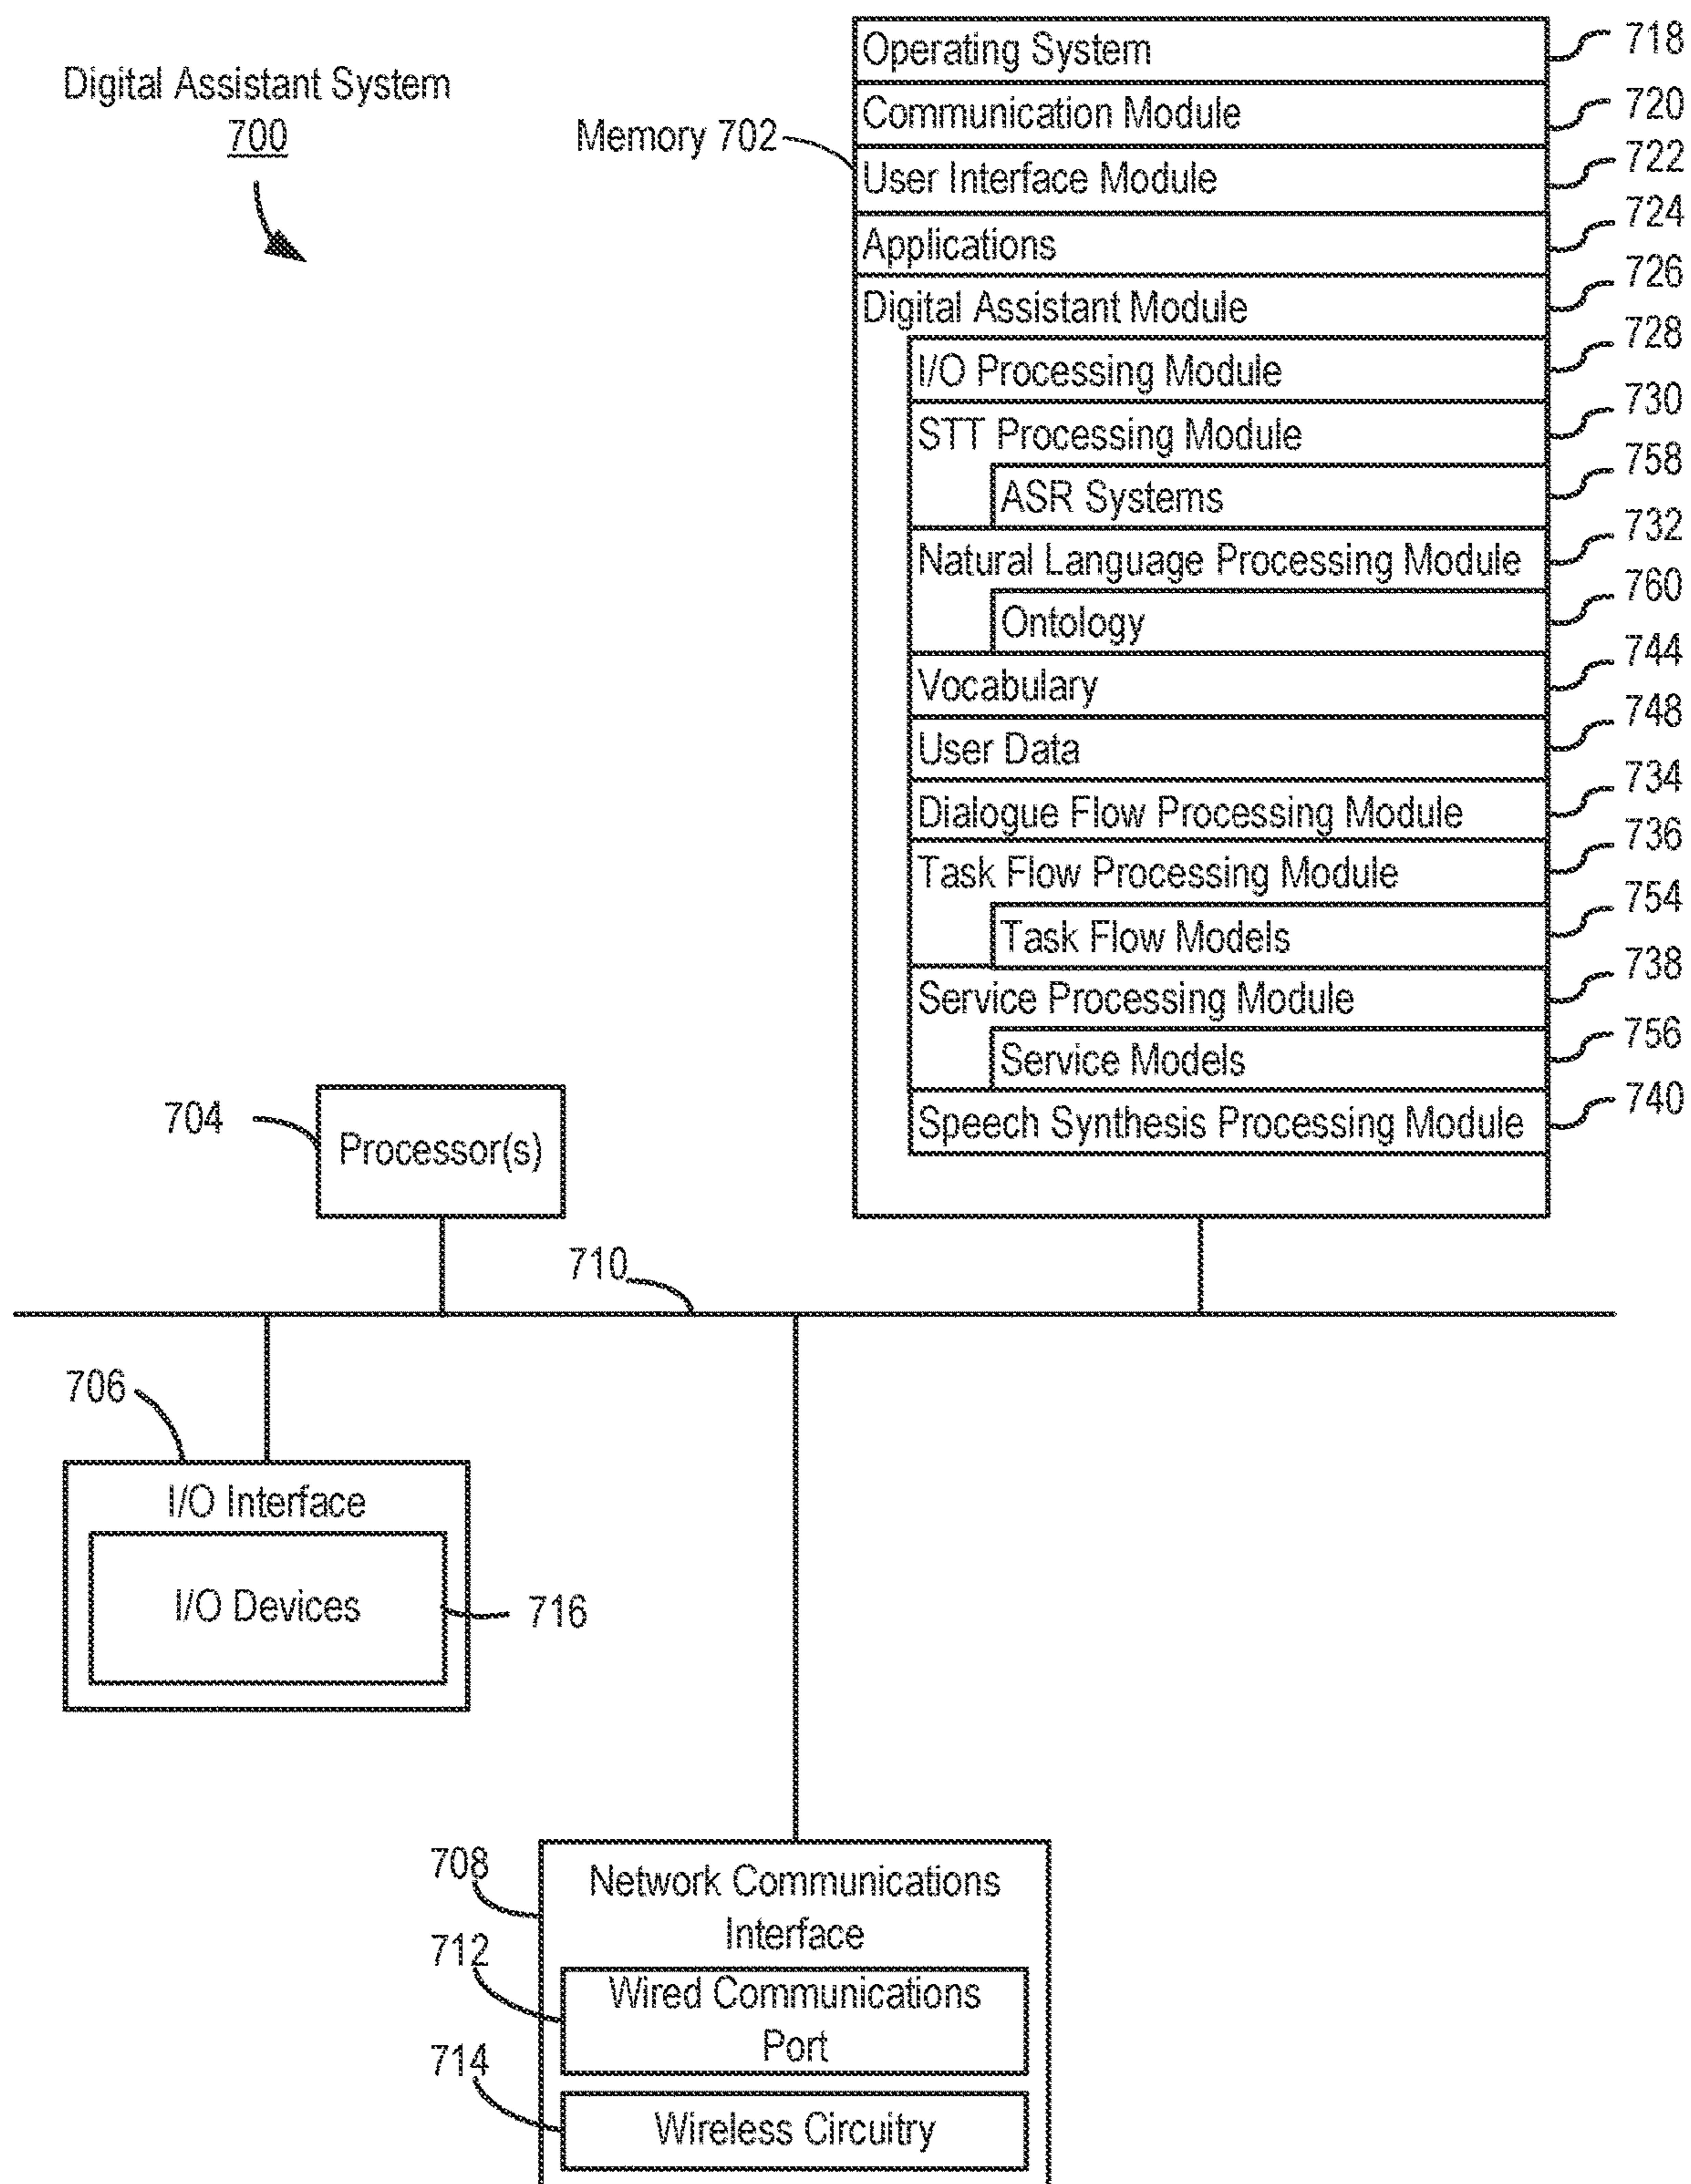 Digital Assistant System
700
Memory 702
Operating System 718
Communication Module 720
User Interface Module 722
Applications 724
Digital Assistant Module 726
I/O Processing Module 728
STT Processing Module 730
ASR Systems 758
Natural Language Processing Module 732
Ontology 760
Vocabulary 744
User Data 748
Dialogue Flow Processing Module 734
Task Flow Processing Module 736
Task Flow Models 754
Service Processing Module 738
Service Models 756
Speech Synthesis Processing Module 740
704
Processor(s)
710
706
I/O Interface
I/O Devices
716
708
Network Communications
Interface
712
Wired Communications
Port
714
Wireless Circuitry